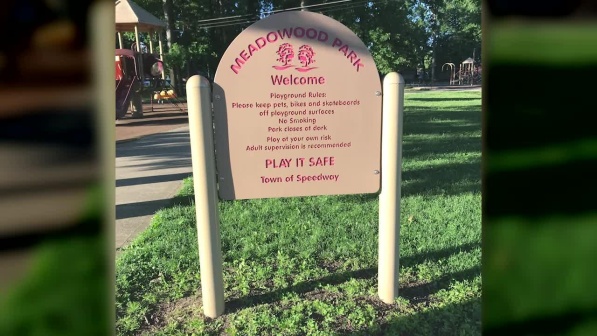 MEADOWOOD PARK
Welcome
Playground Rules:
Please keep pets, bikes and skateboards
off playground surfaces
No Smoking
Park closes at dark
Play at your own risk
Adult supervision is recommended
PLAY IT SAFE
Town of Speedway